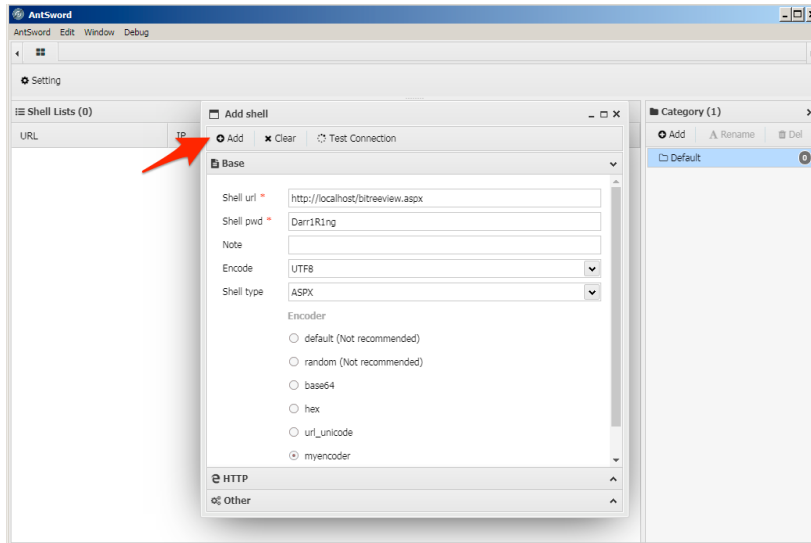 AntSword
AntSword Edit Window Debug
Setting
Shell Lists (0)
Add shell
Category (1)
URL
IP
Add Clear Test Connection
Add Rename Del
Base
Default 0
Shell url * http://localhost/bitreeview.aspx
Shell pwd * Darr1R1ng
Note
Encode UTF8
Shell type ASPX
Encoder
default (Not recommended)
random (Not recommended)
base64
hex
url_unicode
myencoder
HTTP
Other